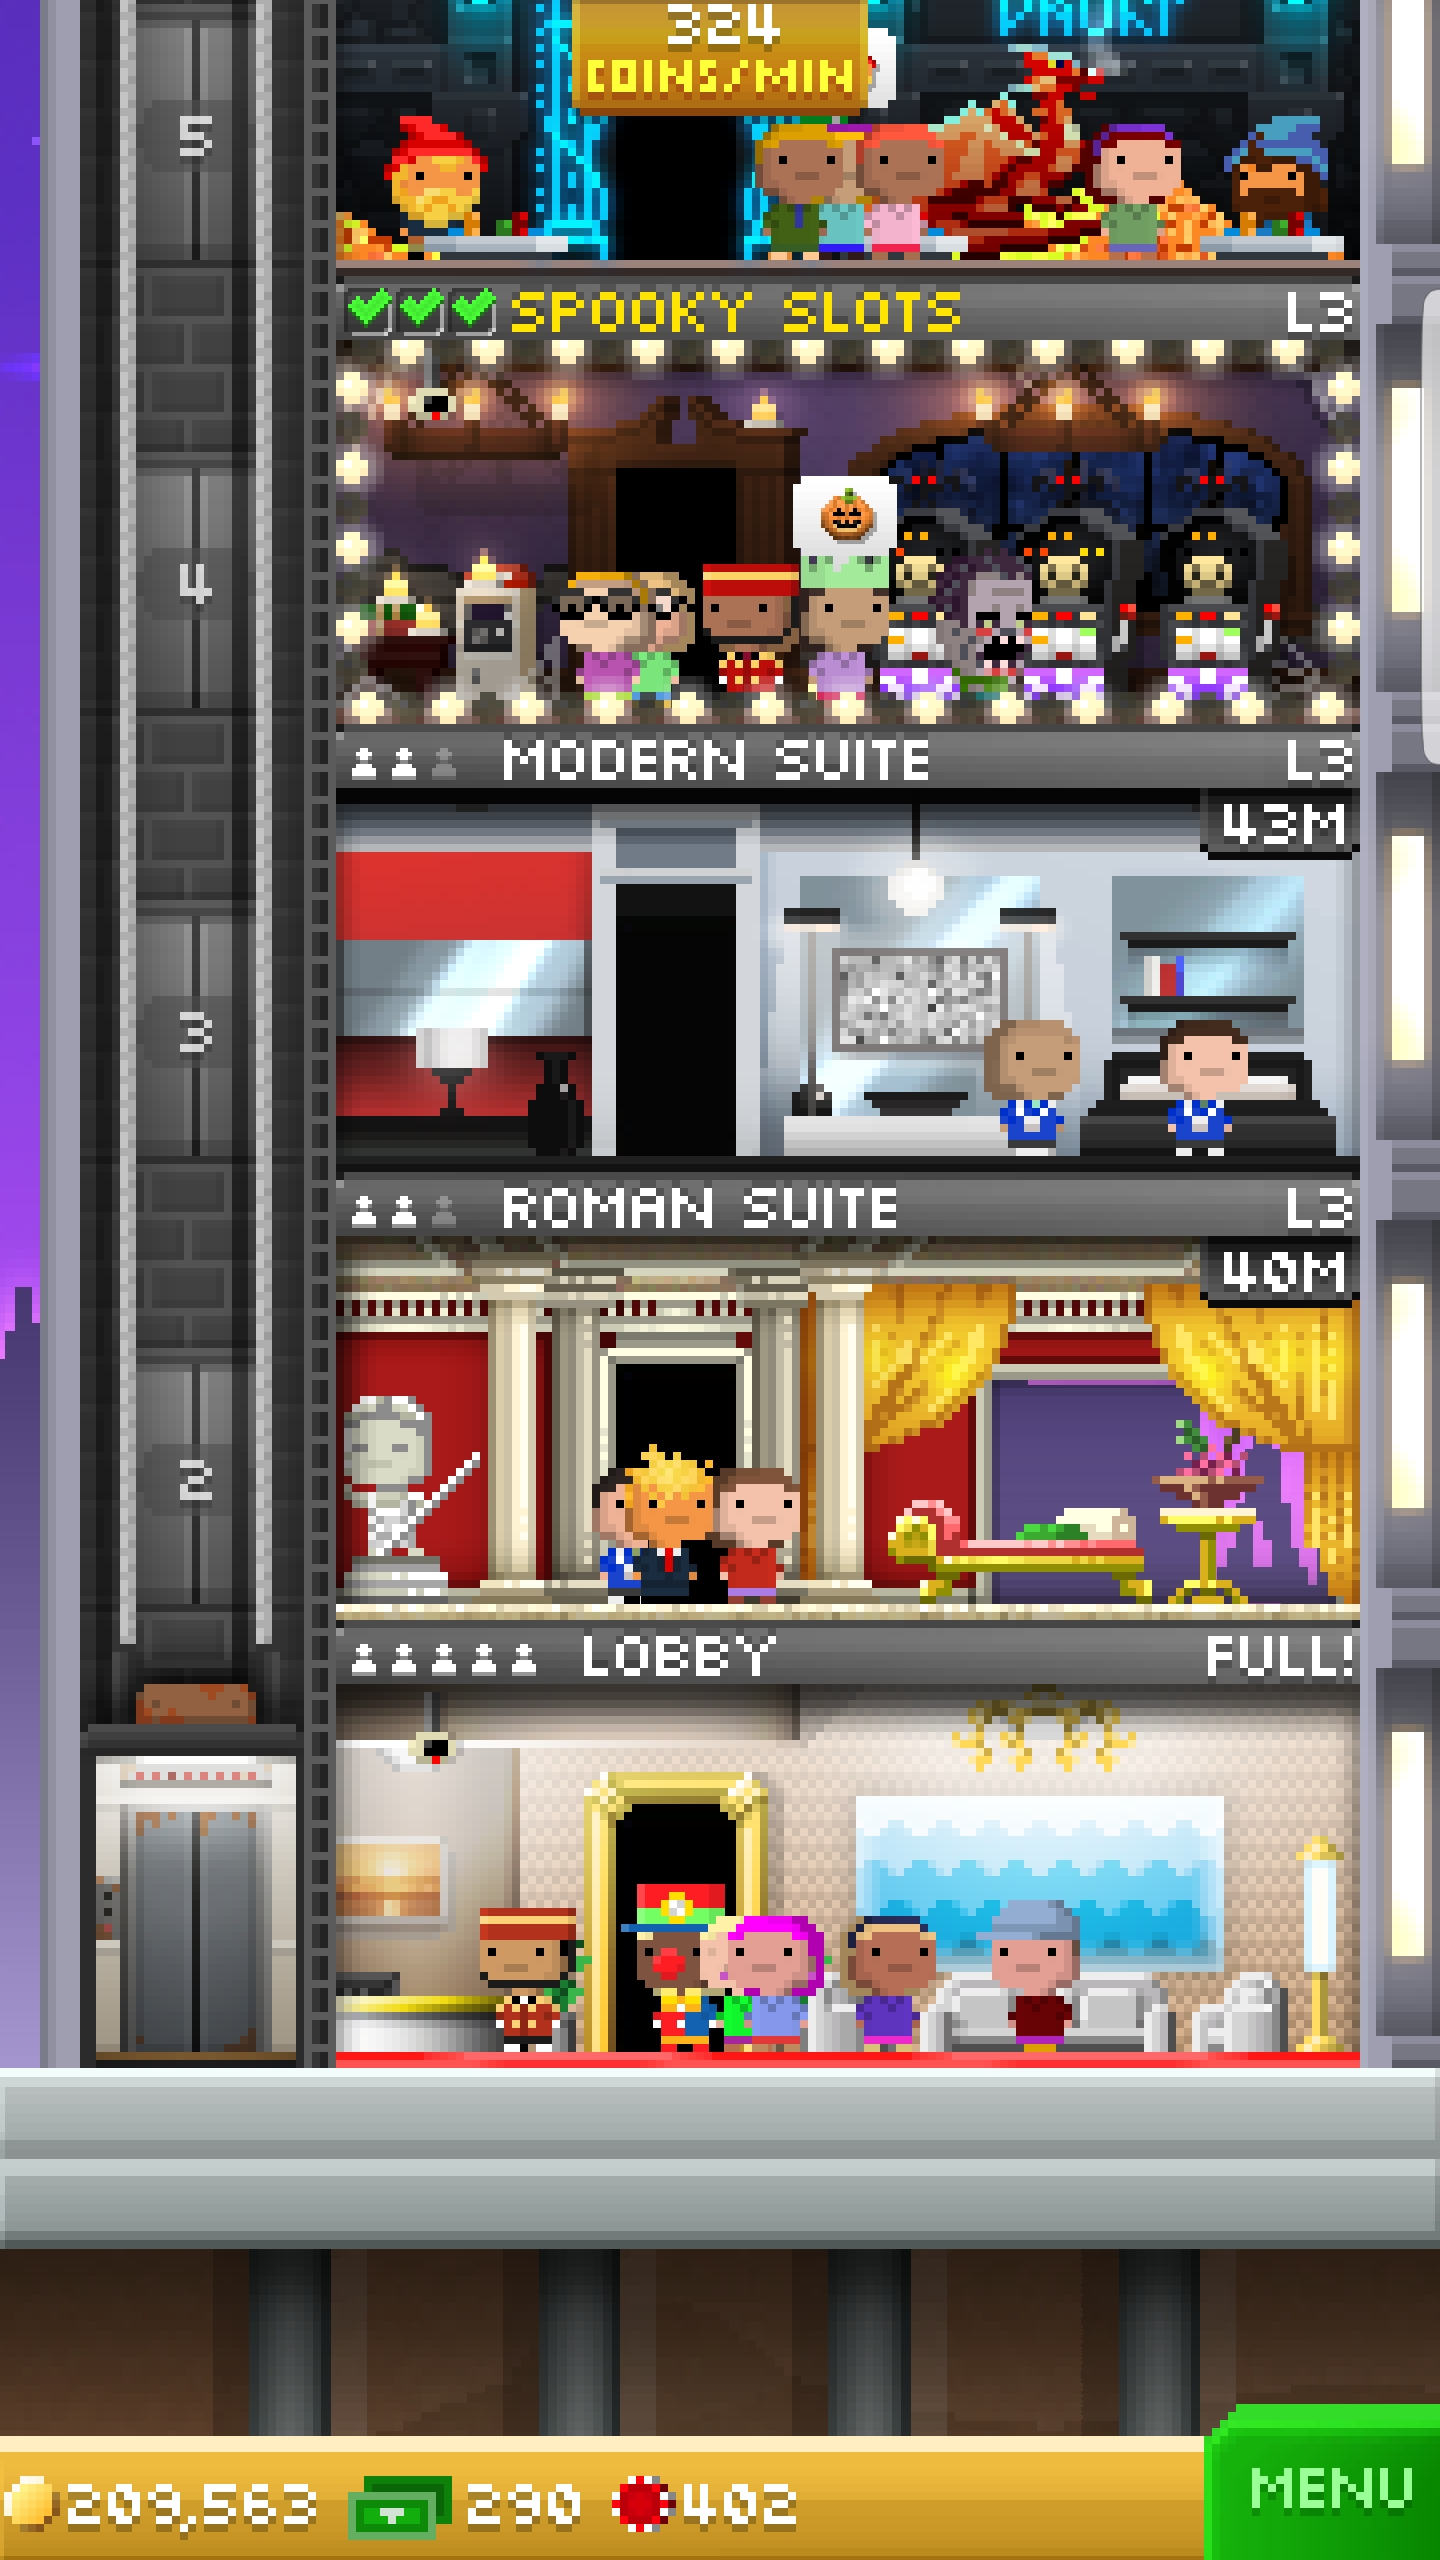 324
COINS/MIN
5
SPOOKY SLOTS L3
4
MODERN SUITE L3
43M
3
ROMAN SUITE L3
40M
2
LOBBY FULL!
209,563 290 402
MENU